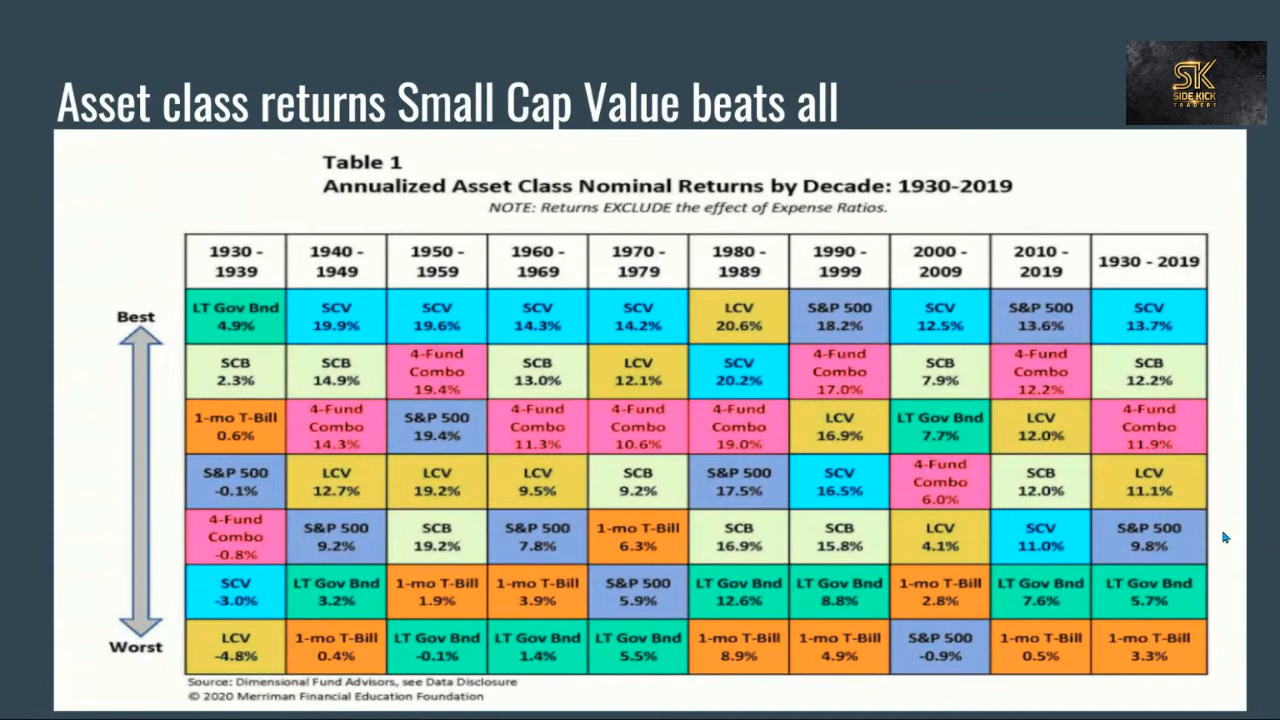 Asset class returns Small Cap Value beats all
SK
SIDE KICK
TRADERS
Table 1
Annualized Asset Class Nominal Returns by Decade: 1930-2019
NOTE: Returns EXCLUDE the effect of Expense Ratios.
1930 - 1940 - 1950 - 1960 - 1970 - 1980 - 1990 - 2000 - 2010 - 1930 - 2019
1939 1949 1959 1969 1979 1989 1999 2009 2019
Best
LT Gov Bnd SCV SCV SCV SCV LCV S&P 500 SCV S&P 500 SCV
4.9% 19.9% 19.6% 14.3% 14.2% 20.6% 18.2% 12.5% 13.6% 13.7%
SCB SCB 4-Fund Combo SCB LCV SCV 4-Fund Combo SCB 4-Fund Combo SCB
2.3% 14.9% 19.4% 13.0% 12.1% 20.2% 17.0% 7.9% 12.2% 12.2%
1-mo T-Bill 4-Fund Combo S&P 500 4-Fund Combo 4-Fund Combo 4-Fund Combo LCV LT Gov Bnd LCV 4-Fund Combo
0.6% 14.3% 19.4% 11.3% 10.6% 19.0% 16.9% 7.7% 12.0% 11.9%
S&P 500 LCV LCV LCV SCB S&P 500 SCV 4-Fund Combo SCB LCV
-0.1% 12.7% 19.2% 9.5% 9.2% 17.5% 16.5% 6.0% 12.0% 11.1%
4-Fund Combo S&P 500 SCB S&P 500 1-mo T-Bill SCB SCB LCV SCV S&P 500
-0.8% 9.2% 19.2% 7.8% 6.3% 16.9% 15.8% 4.1% 11.0% 9.8%
SCV LT Gov Bnd 1-mo T-Bill 1-mo T-Bill S&P 500 LT Gov Bnd LT Gov Bnd 1-mo T-Bill LT Gov Bnd LT Gov Bnd
-3.0% 3.2% 1.9% 3.9% 5.9% 12.6% 8.8% 2.8% 7.6% 5.7%
Worst
LCV 1-mo T-Bill LT Gov Bnd LT Gov Bnd LT Gov Bnd 1-mo T-Bill 1-mo T-Bill S&P 500 1-mo T-Bill 1-mo T-Bill
-4.8% 0.4% -0.1% 1.4% 5.5% 8.9% 4.9% -0.9% 0.5% 3.3%
Source: Dimensional Fund Advisors, see Data Disclosure
© 2020 Merriman Financial Education Foundation